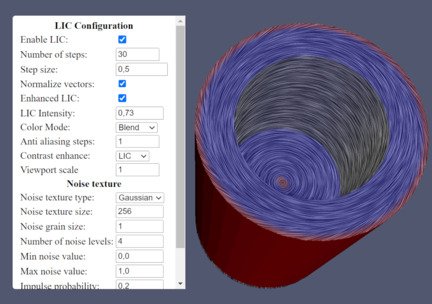 LIC Configuration
Enable LIC:
Number of steps: 30
Step size: 0,5
Normalize vectors:
Enhanced LIC:
LIC Intensity: 0,73
Color Mode: Blend
Anti aliasing steps: 1
Contrast enhance: LIC
Viewport scale 1
Noise texture
Noise texture type: Gaussian
Noise texture size: 256
Noise grain size: 1
Number of noise levels: 4
Min noise value: 0,0
Max noise value: 1,0
Impulse probability: 0,2